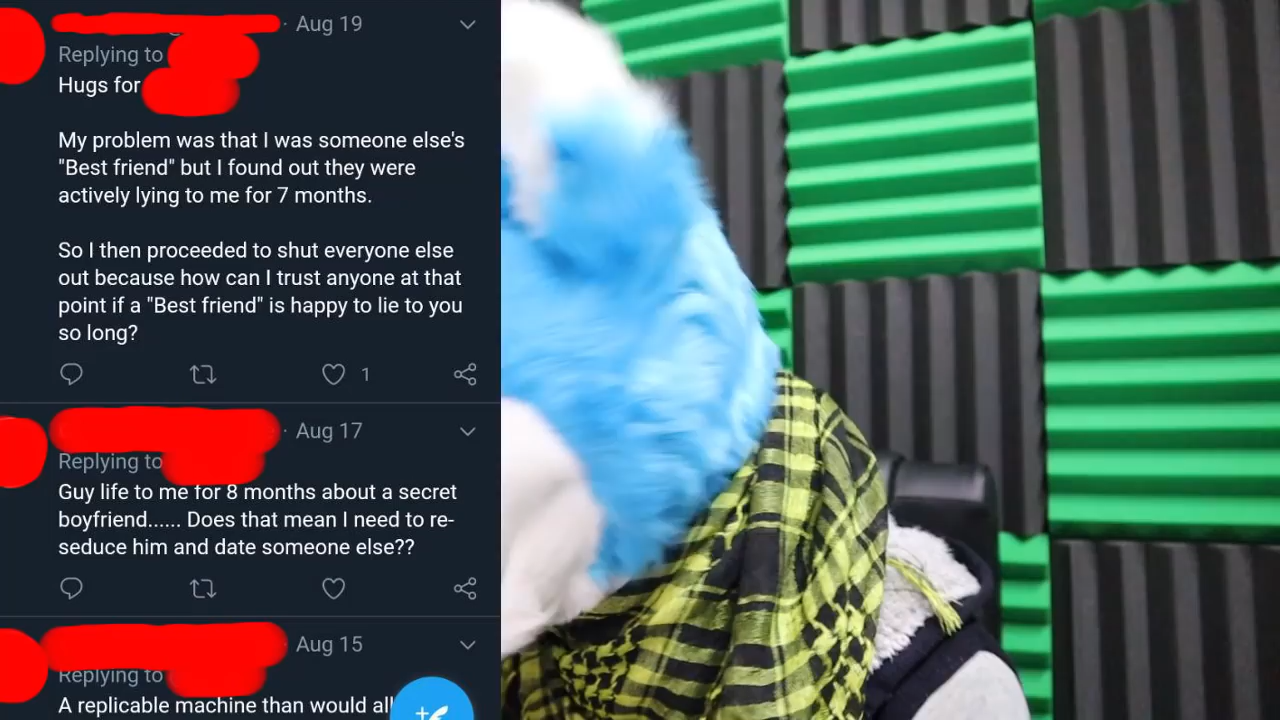 Aug 19
Replying to
Hugs for
My problem was that I was someone else's
"Best friend" but I found out they were
actively lying to me for 7 months.
So I then proceeded to shut everyone else
out because how can I trust anyone at that
point if a "Best friend" is happy to lie to you
so long?
1
Aug 17
Replying to
Guy life to me for 8 months about a secret
boyfriend...... Does that mean I need to re-
seduce him and date someone else??
Aug 15
Replying to
A replicable machine than would all